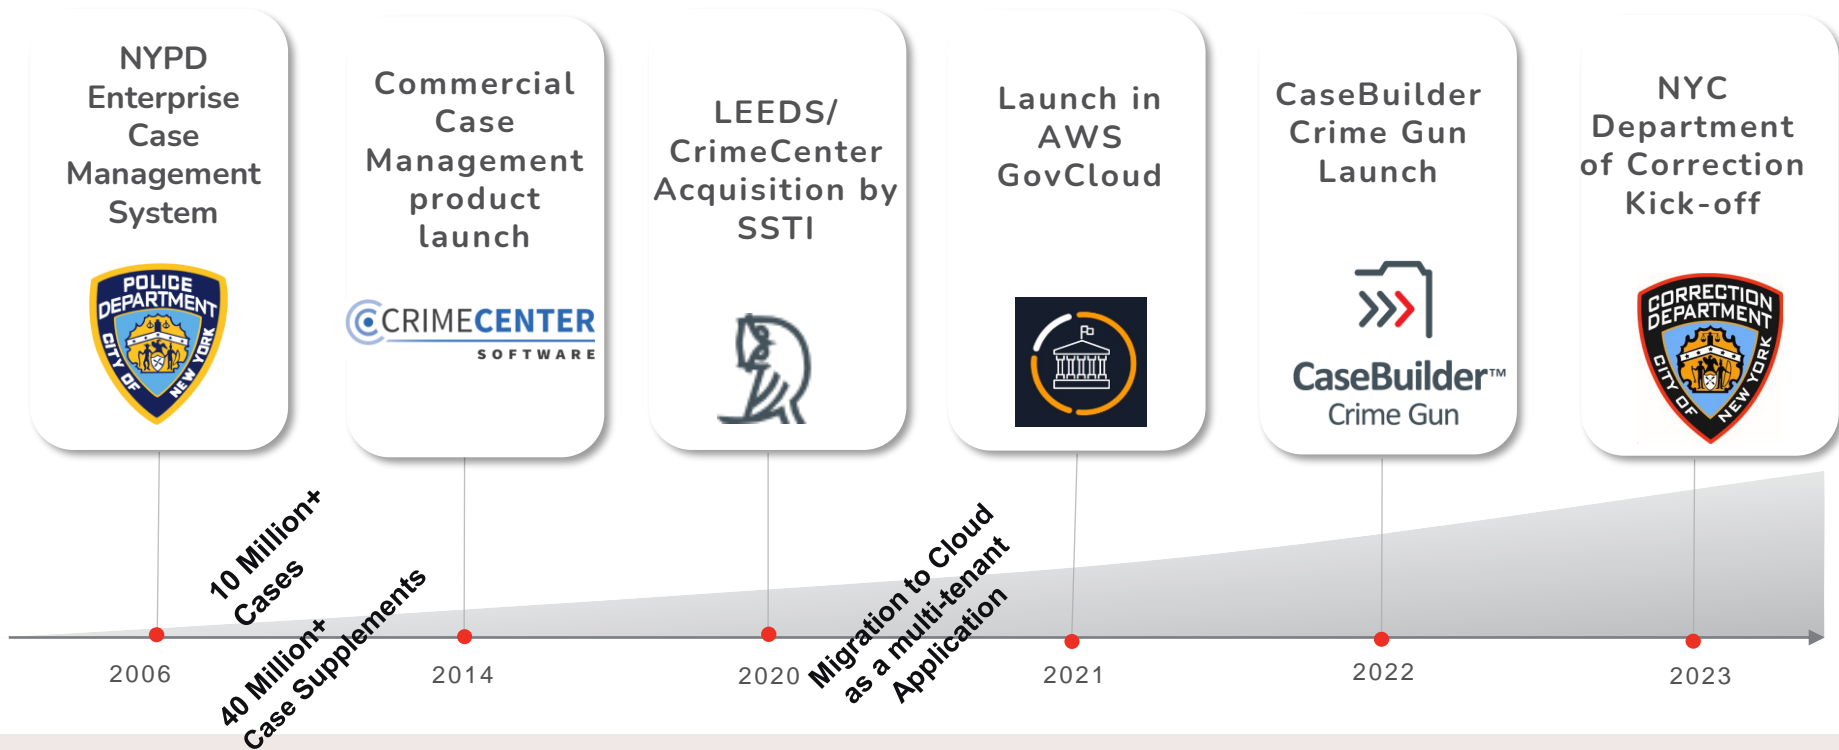 NYPD
Enterprise
Case
Management
System
POLICE
DEPARTMENT
CITY OF
NEW YORK
Commercial
Case
Management
product
launch
CRIMECENTER
SOFTWARE
LEEDS/
CrimeCenter
Acquisition by
SSTI
Launch in
AWS
GovCloud
CaseBuilder
Crime Gun
Launch
CaseBuilder™
Crime Gun
NYC
Department
of Correction
Kick-off
CORRECTION
DEPARTMENT
CITY OF
NEW YORK
10 Million+
Cases
40 Million+
Case Supplements
Migration to Cloud
as a multi-tenant
Application
2006
2014
2020
2021
2022
2023